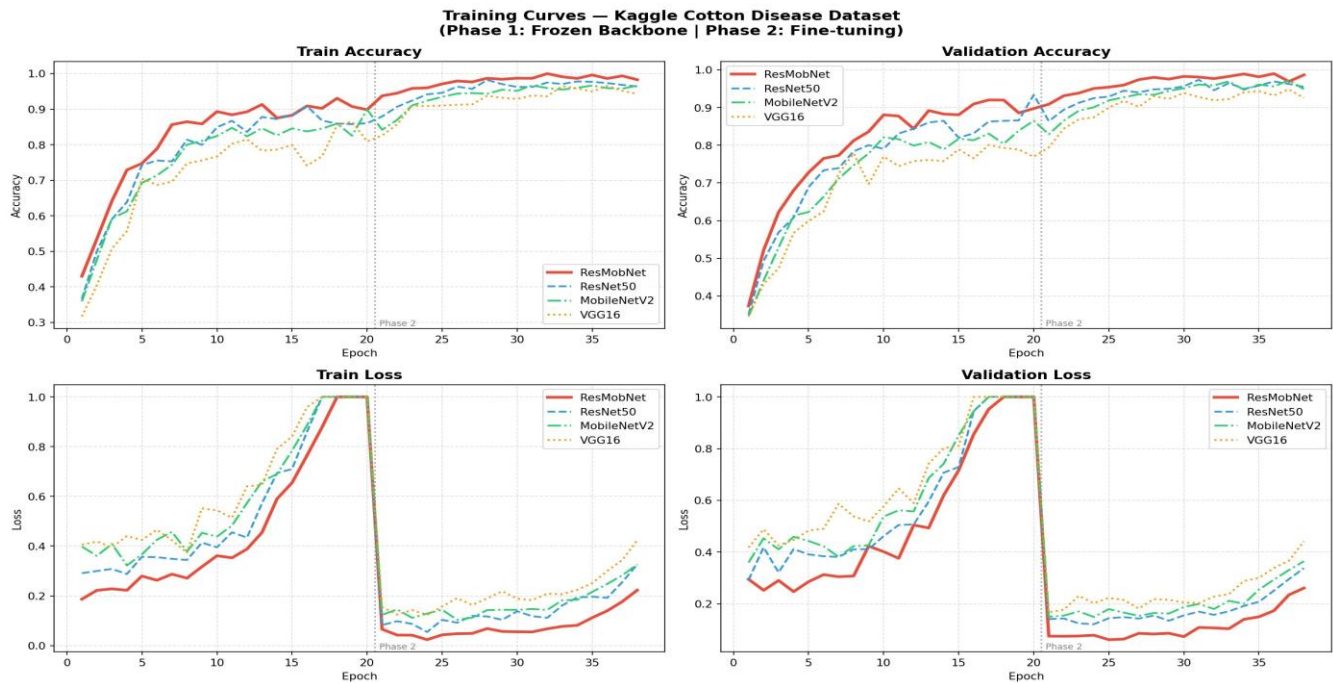 Training Curves — Kaggle Cotton Disease Dataset
(Phase 1: Frozen Backbone | Phase 2: Fine-tuning)
Train Accuracy
Accuracy
1.0
0.9
0.8
0.7
0.6
0.5
0.4
0.3
ResMobNet
ResNet50
MobileNetV2
VGG16
Phase 2
0 5 10 15 20 25 30 35
Epoch
Validation Accuracy
Accuracy
1.0
0.9
0.8
0.7
0.6
0.5
0.4
ResMobNet
ResNet50
MobileNetV2
VGG16
Phase 2
0 5 10 15 20 25 30 35
Epoch
Train Loss
Loss
1.0
0.8
0.6
0.4
0.2
0.0
ResMobNet
ResNet50
MobileNetV2
VGG16
Phase 2
0 5 10 15 20 25 30 35
Epoch
Validation Loss
Loss
1.0
0.8
0.6
0.4
0.2
ResMobNet
ResNet50
MobileNetV2
VGG16
Phase 2
0 5 10 15 20 25 30 35
Epoch